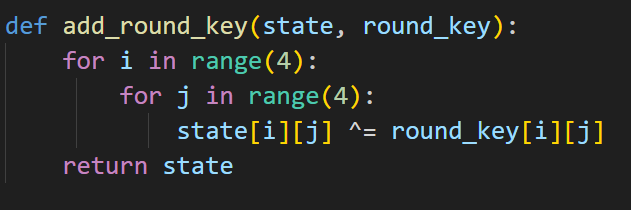 def add_round_key(state, round_key):
    for i in range(4):
        for j in range(4):
            state[i][j] ^= round_key[i][j]
    return state